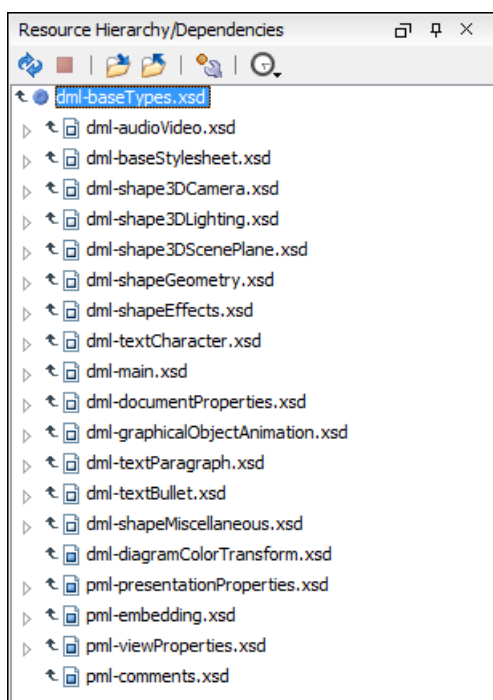 Resource Hierarchy/Dependencies
dml-baseTypes.xsd
dml-audioVideo.xsd
dml-baseStylesheet.xsd
dml-shape3DCamera.xsd
dml-shape3DLighting.xsd
dml-shape3DScenePlane.xsd
dml-shapeGeometry.xsd
dml-shapeEffects.xsd
dml-textCharacter.xsd
dml-main.xsd
dml-documentProperties.xsd
dml-graphicalObjectAnimation.xsd
dml-textParagraph.xsd
dml-textBullet.xsd
dml-shapeMiscellaneous.xsd
dml-diagramColorTransform.xsd
pml-presentationProperties.xsd
pml-embedding.xsd
pml-viewProperties.xsd
pml-comments.xsd